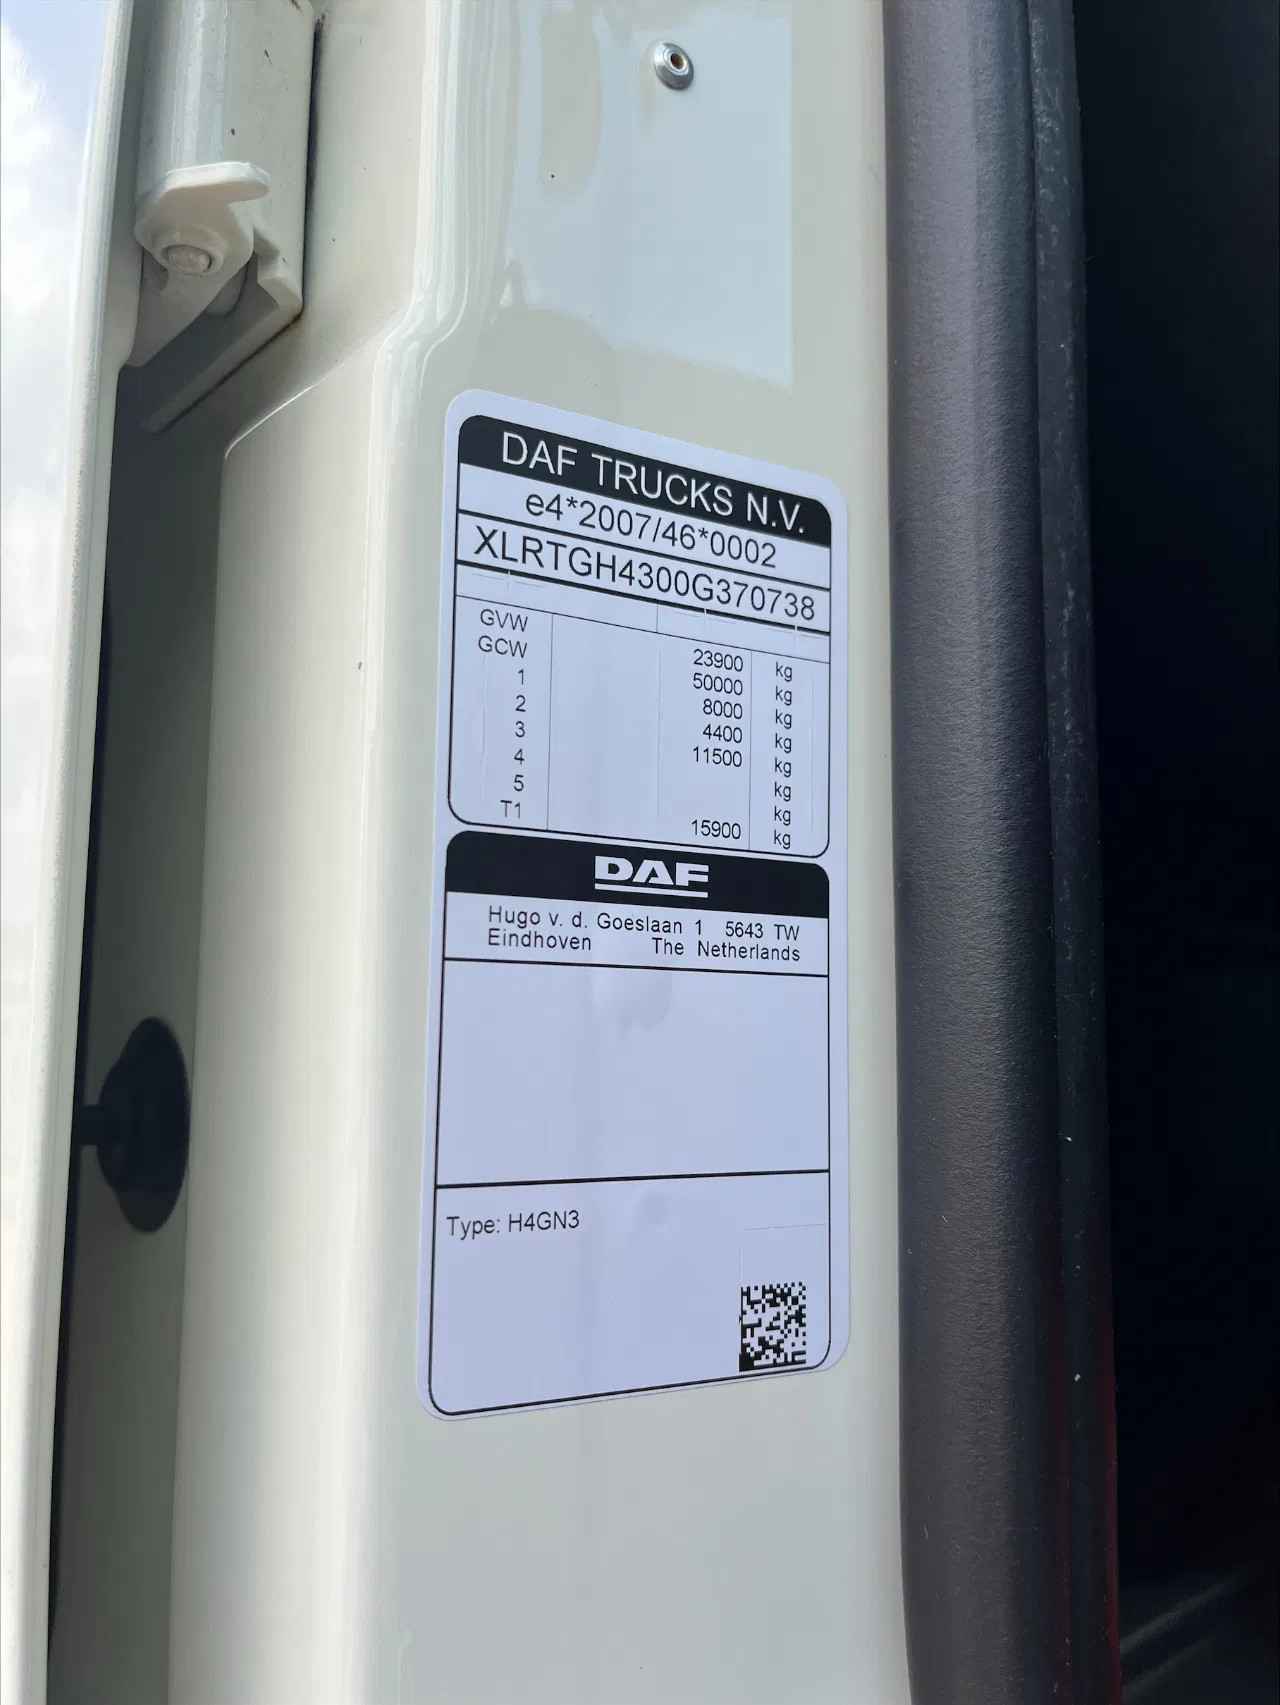 DAF TRUCKS N.V.
e4*2007/46*0002
XLRTGH4300G370738
GVW 23900 kg
GCW 50000 kg
1 8000 kg
2 4400 kg
3 11500 kg
4 kg
5 kg
T1 15900 kg
DAF
Hugo v. d. Goeslaan 1 5643 TW
Eindhoven The Netherlands
Type: H4GN3